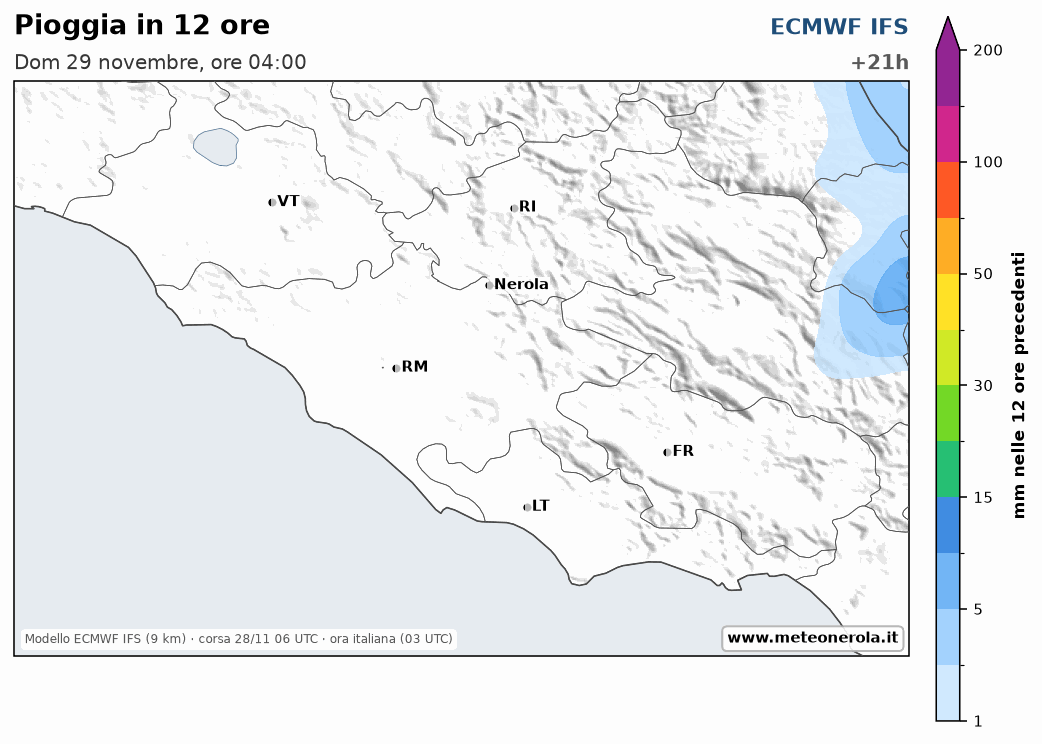 Pioggia in 12 ore
ECMWF IFS
Dom 29 novembre, ore 04:00
+21h
VT
RI
Nerola
RM
FR
LT
Modello ECMWF IFS (9 km) · corsa 28/11 06 UTC · ora italiana (03 UTC)
www.meteonerola.it
200
100
50
30
15
5
1
mm nelle 12 ore precedenti